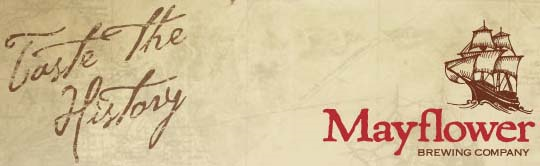 Taste the
History
Mayflower
BREWING COMPANY